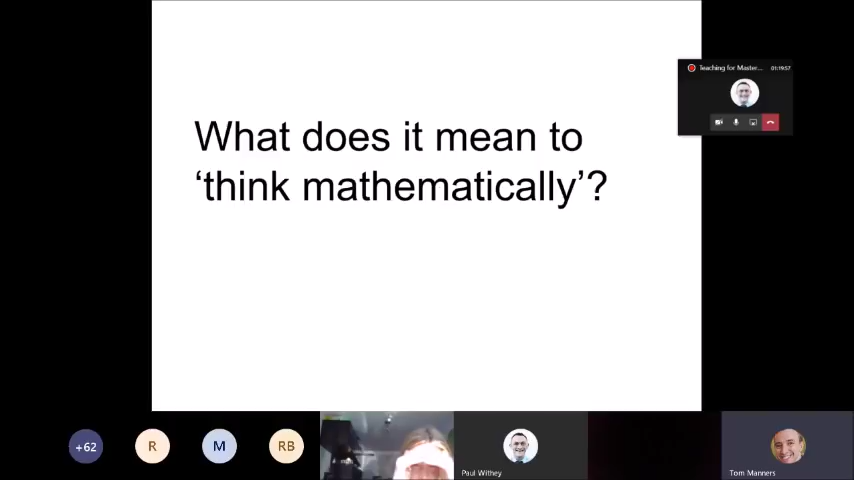 What does it mean to
‘think mathematically’?
Teaching for Master... 01:19:57
+62
R
M
RB
Paul Withey
Tom Manners